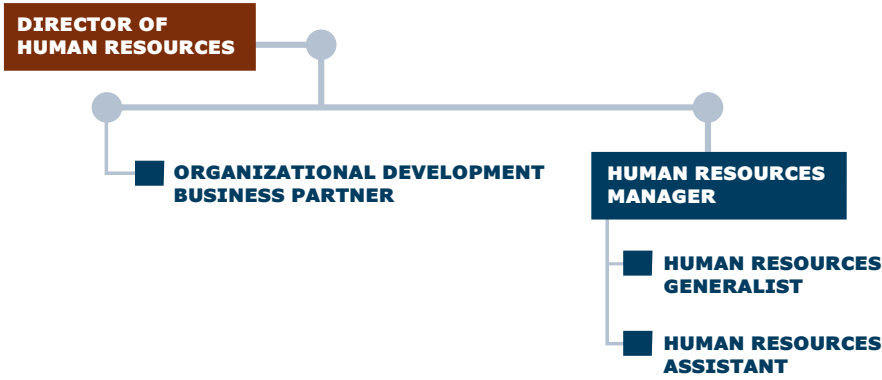 DIRECTOR OF
HUMAN RESOURCES
ORGANIZATIONAL DEVELOPMENT
BUSINESS PARTNER
HUMAN RESOURCES
MANAGER
HUMAN RESOURCES
GENERALIST
HUMAN RESOURCES
ASSISTANT